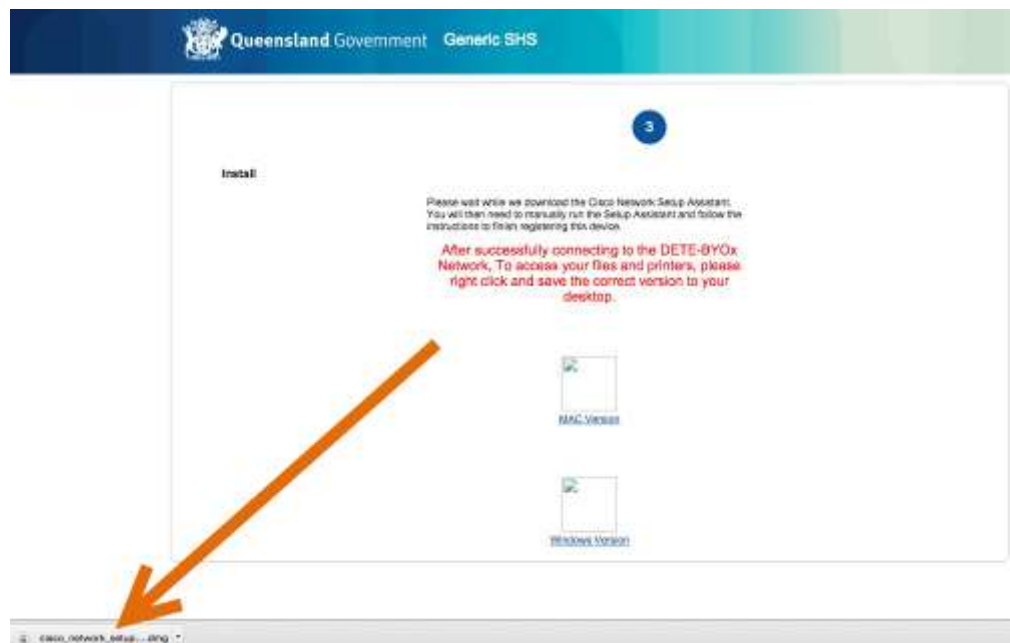 Queensland Government Generic SHS
3
Install
Please wait while we download the Cisco Network Setup Assistant.
You will then need to manually run the Setup Assistant and follow the
instructions to finish registering this device.
After successfully connecting to the DETE-BYOx
Network, To access your files and printers, please
right click and save the correct version to your
desktop.
MAC Version
Windows Version
cisco_network_setup....dmg